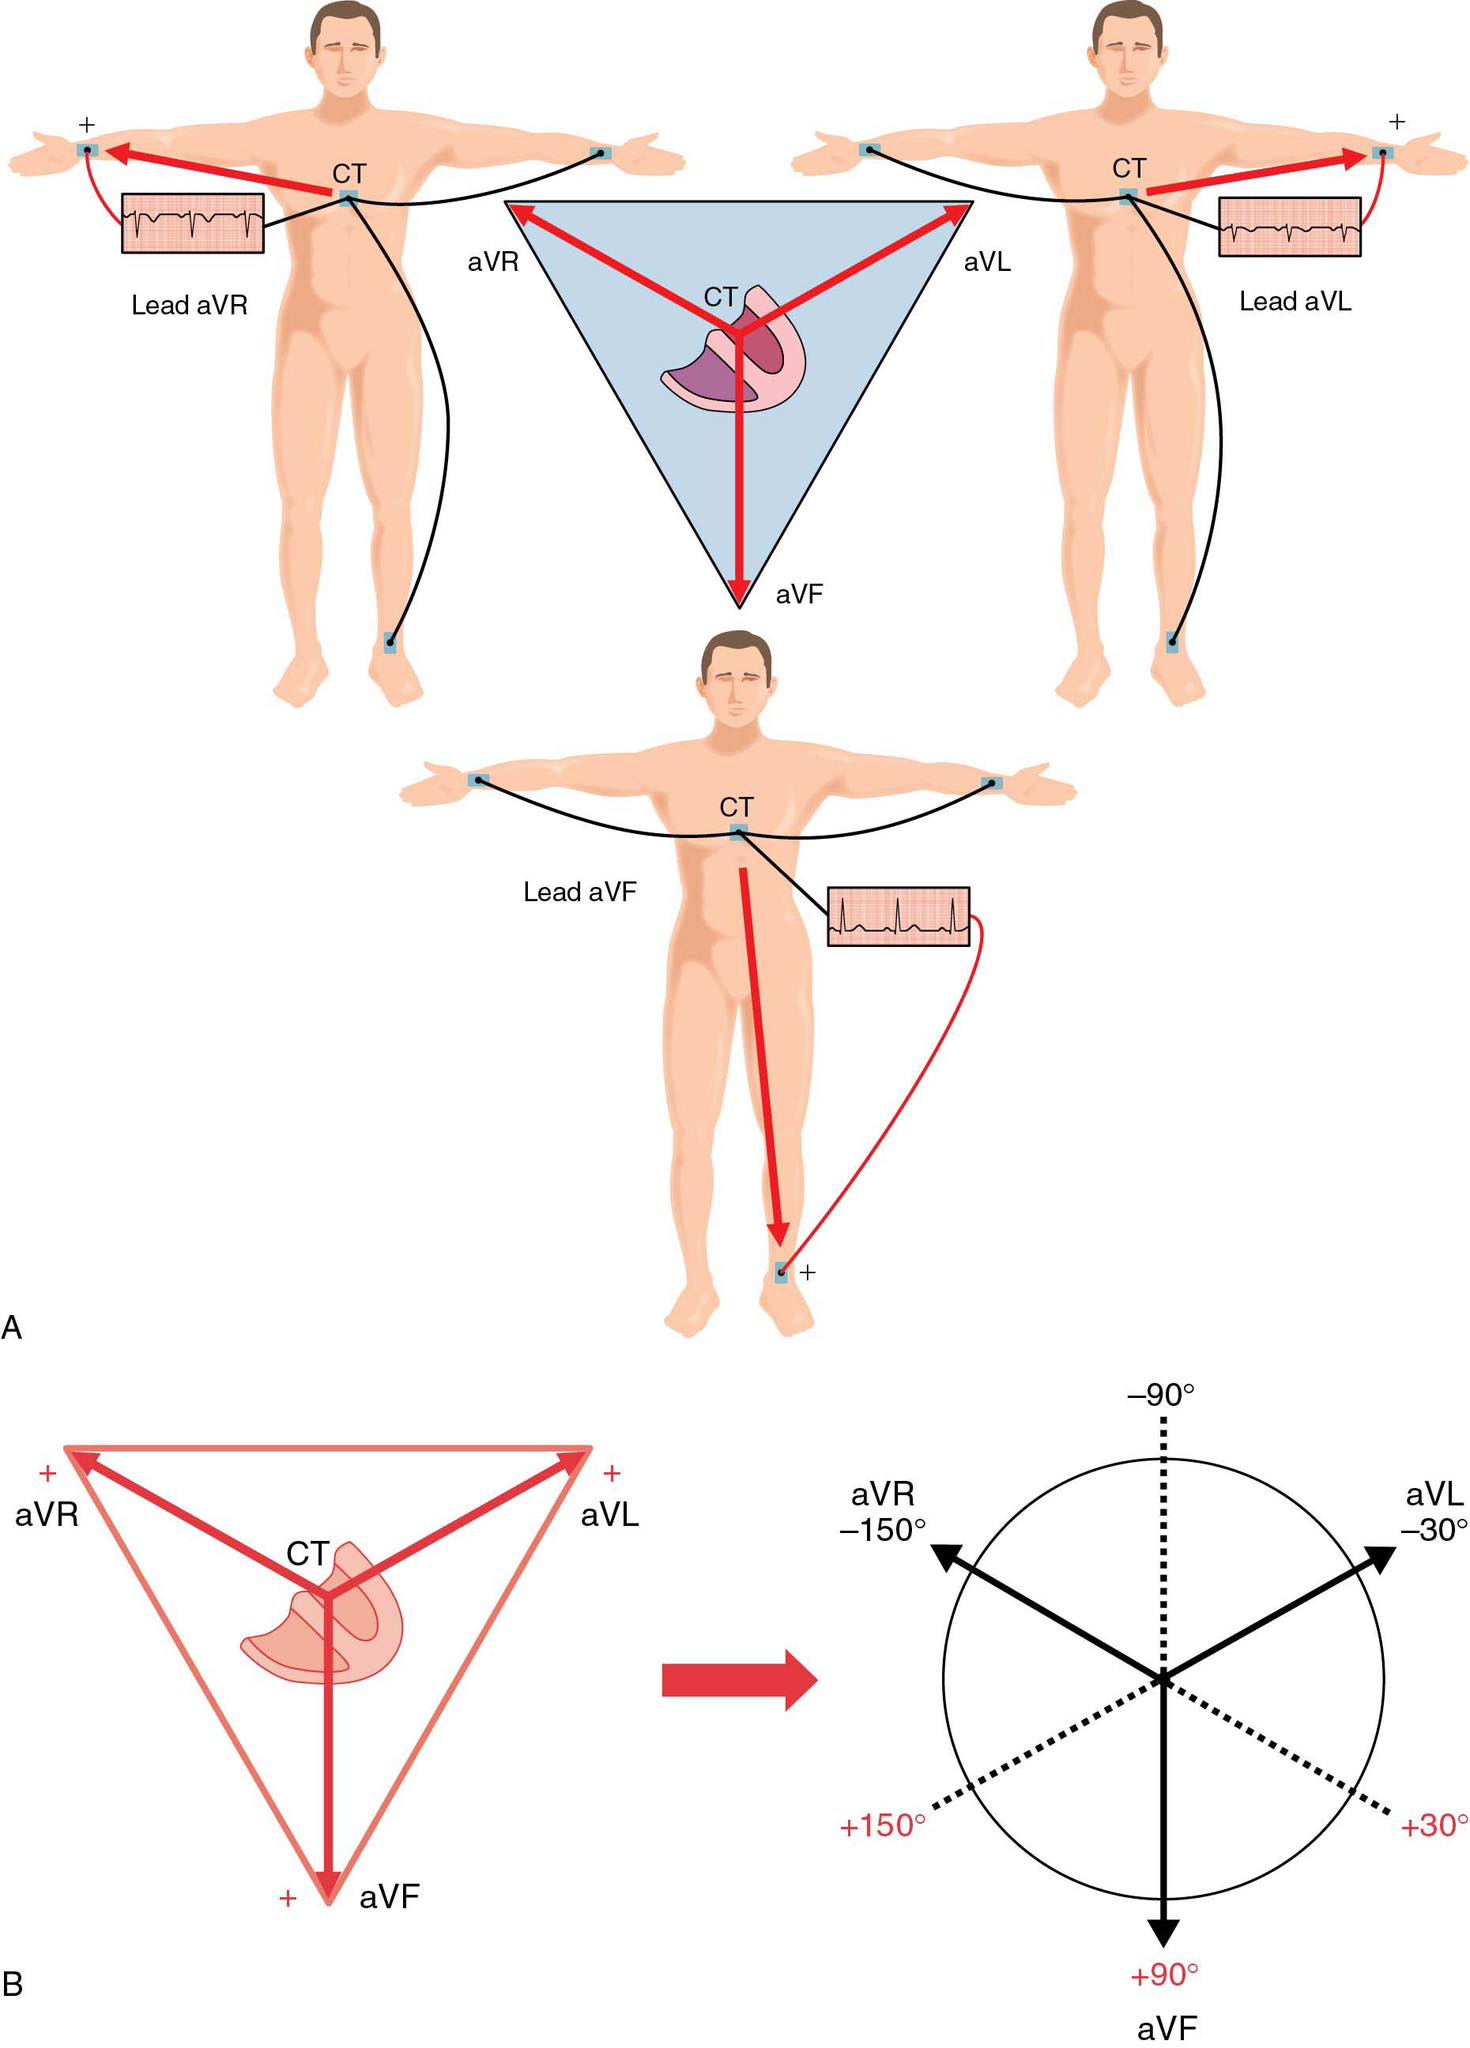 +
+
CT
CT
aVR
aVL
CT
Lead aVR
Lead aVL
aVF
CT
Lead aVF
+
A
–90°
+
aVR
+
aVL
CT
aVR
–150°
aVL
–30°
+150°
+30°
+
aVF
+90°
aVF
B